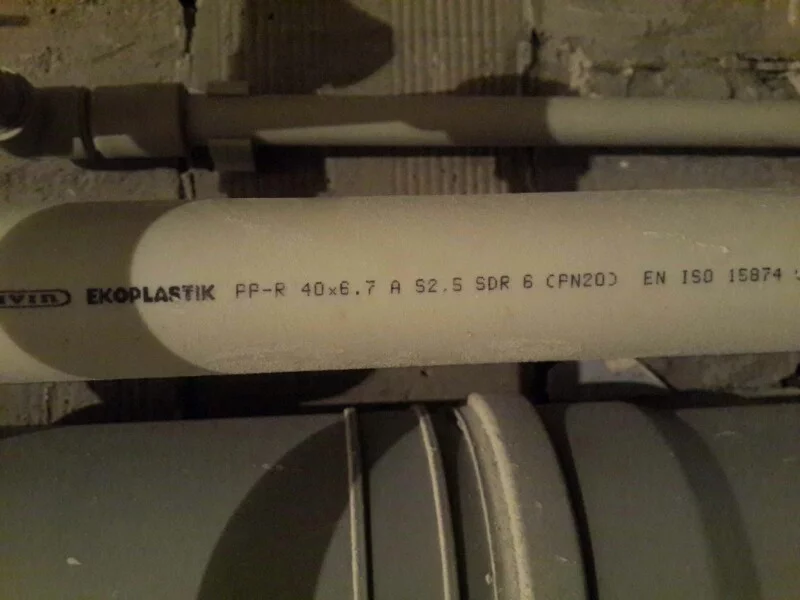 EKOPLASTIK PP-R 40x6.7 A S2.5 SDR 6 (PN20) EN ISO 15874